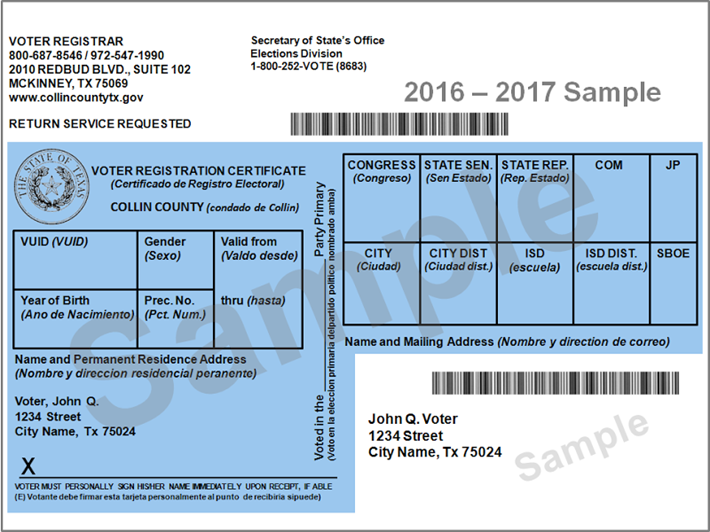 VOTER REGISTRAR
800-687-8546 / 972-547-1990
2010 REDBUD BLVD., SUITE 102
MCKINNEY, TX 75069
www.collincountytx.gov
RETURN SERVICE REQUESTED
Secretary of State's Office
Elections Division
1-800-252-VOTE (8683)
2016 – 2017 Sample
THE STATE OF TEXAS
VOTER REGISTRATION CERTIFICATE
(Certificado de Registro Electoral)
COLLIN COUNTY (condado de Collin)
VUID (VUID)
Gender
(Sexo)
Valid from
(Valdo desde)
Year of Birth
(Ano de Nacimiento)
Prec. No.
(Pct. Num.)
thru (hasta)
Name and Permanent Residence Address
(Nombre y direccion residencial peranente)
Voter, John Q.
1234 Street
City Name, Tx 75024
X
VOTER MUST PERSONALLY SIGN HISHER NAME IMMEDIATELY UPON RECEIPT, IF ABLE
(E) Votante debe firmar esta tarjeta personalmente al punto de recibiria sipuede)
Voted in the ____ Party Primary
(Voto en la eleccion primaria delpartido politico nombrado amba)
CONGRESS
(Congreso)
STATE SEN.
(Sen Estado)
STATE REP.
(Rep. Estado)
COM
JP
CITY
(Ciudad)
CITY DIST
(Ciudad dist.)
ISD
(escuela)
ISD DIST.
(escuela dist.)
SBOE
Name and Mailing Address (Nombre y direction de correo)
John Q. Voter
1234 Street
City Name, Tx 75024
Sample
Sample